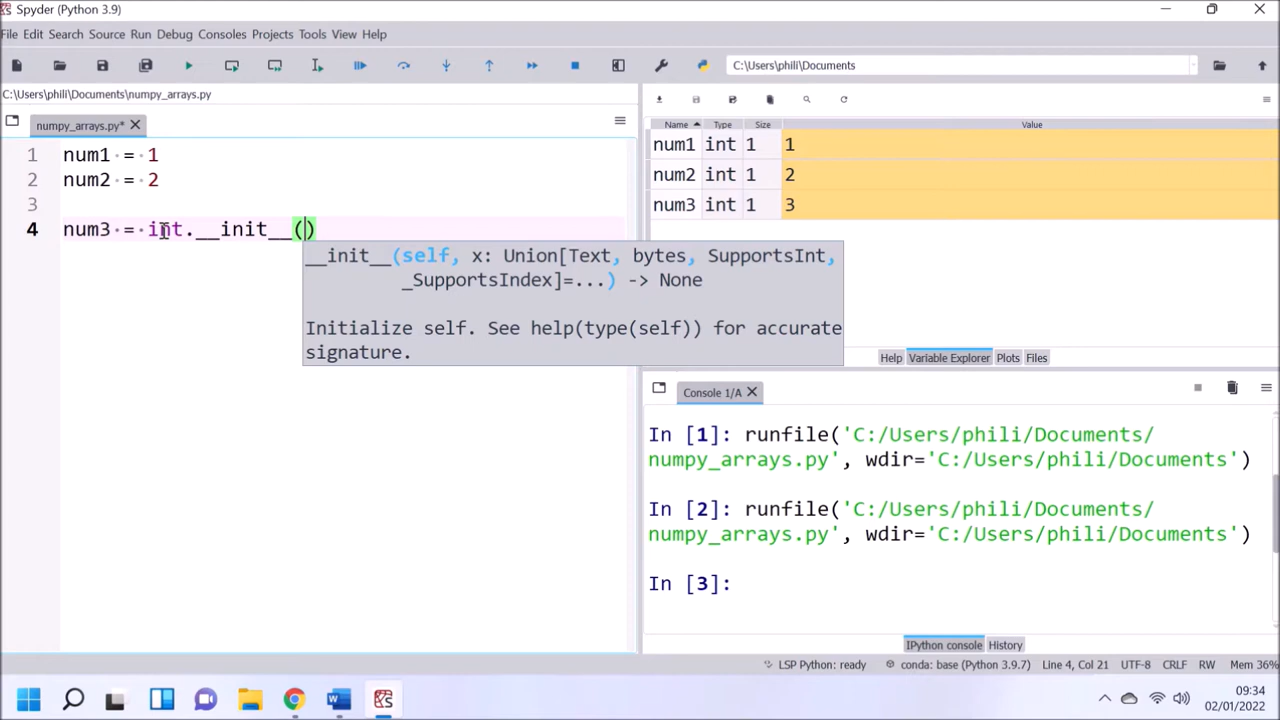 Spyder (Python 3.9)
File Edit Search Source Run Debug Consoles Projects Tools View Help
C:\Users\phili\Documents
C:\Users\phili\Documents\numpy_arrays.py
numpy_arrays.py*
1 num1 = 1
2 num2 = 2
3
4 num3 = int.__init__()
__init__(self, x: Union[Text, bytes, SupportsInt,
_SupportsIndex]=...) -> None
Initialize self. See help(type(self)) for accurate
signature.
Name Type Size Value
num1 int 1 1
num2 int 1 2
num3 int 1 3
Help Variable Explorer Plots Files
Console 1/A
In [1]: runfile('C:/Users/phili/Documents/
numpy_arrays.py', wdir='C:/Users/phili/Documents')
In [2]: runfile('C:/Users/phili/Documents/
numpy_arrays.py', wdir='C:/Users/phili/Documents')
In [3]:
IPython console History
LSP Python: ready conda: base (Python 3.9.7) Line 4, Col 21 UTF-8 CRLF RW Mem 36%
09:34
02/01/2022